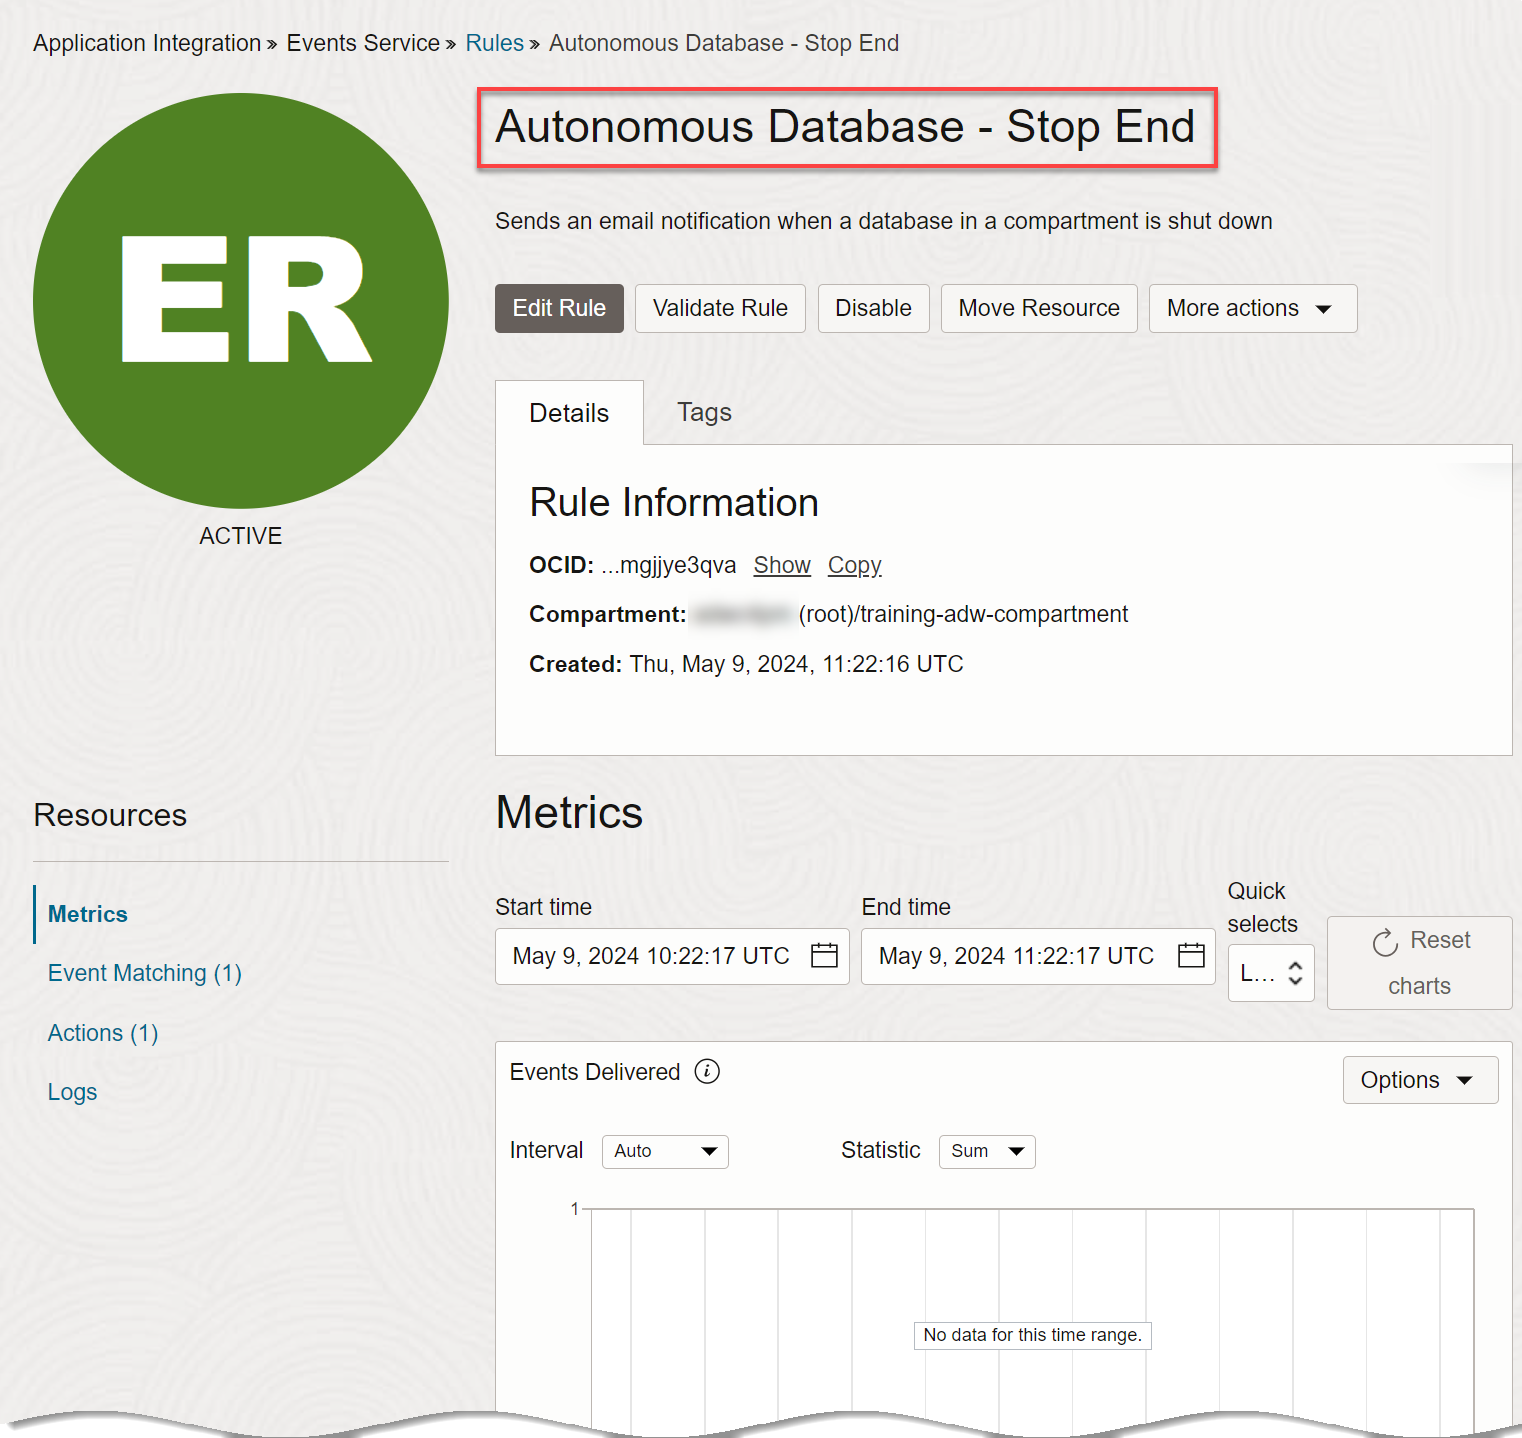 Application Integration » Events Service » Rules » Autonomous Database - Stop End
ER
ACTIVE
Autonomous Database - Stop End
Sends an email notification when a database in a compartment is shut down
Edit Rule Validate Rule Disable Move Resource More actions
Details Tags
Rule Information
OCID: ...mgjjye3qva Show Copy
Compartment: (root)/training-adw-compartment
Created: Thu, May 9, 2024, 11:22:16 UTC
Resources
Metrics
Event Matching (1)
Actions (1)
Logs
Metrics
Start time
May 9, 2024 10:22:17 UTC
End time
May 9, 2024 11:22:17 UTC
Quick
selects
L...
Reset
charts
Events Delivered i
Options
Interval Auto Statistic Sum
1
No data for this time range.